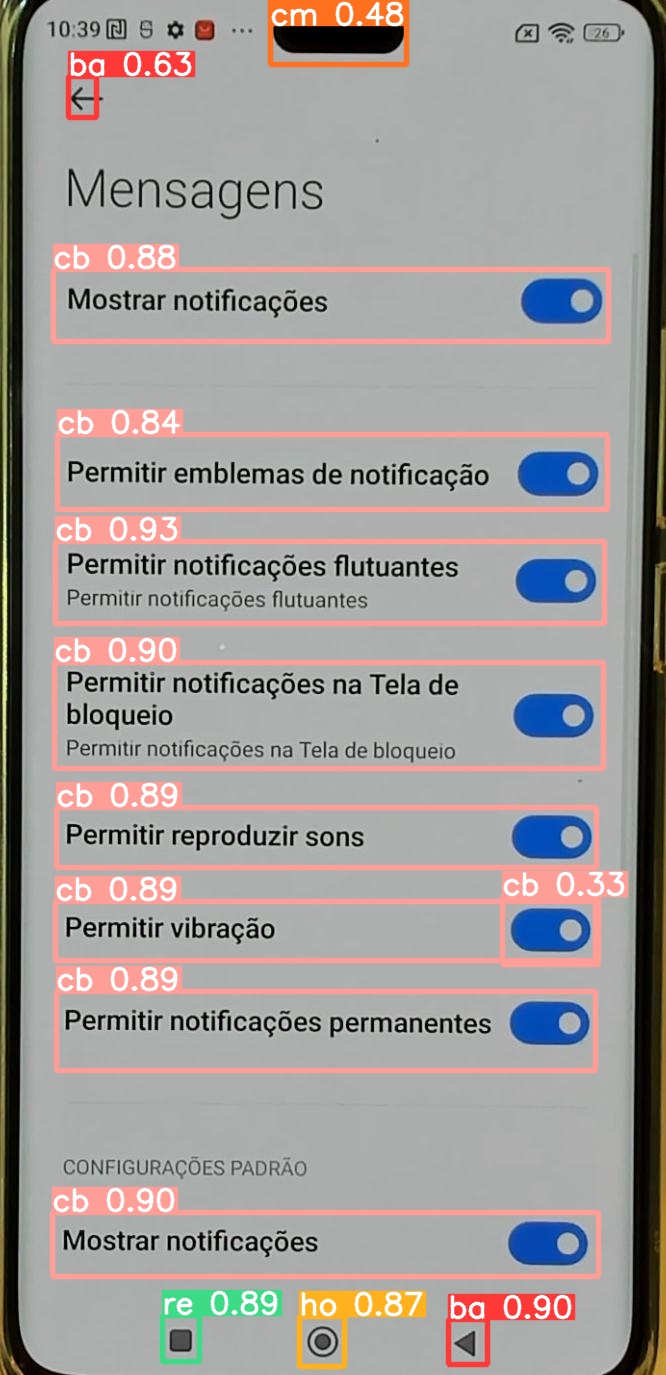 cm 0.48
10:39 ... 26
ba 0.63
Mensagens
cb 0.88
Mostrar notificações
cb 0.84
Permitir emblemas de notificação
cb 0.93
Permitir notificações flutuantes
Permitir notificações flutuantes
cb 0.90
Permitir notificações na Tela de
bloqueio
Permitir notificações na Tela de bloqueio
cb 0.89
Permitir reproduzir sons
cb 0.89 cb 0.33
Permitir vibração
cb 0.89
Permitir notificações permanentes
CONFIGURAÇÕES PADRÃO
cb 0.90
Mostrar notificações
re 0.89 ho 0.87 ba 0.90